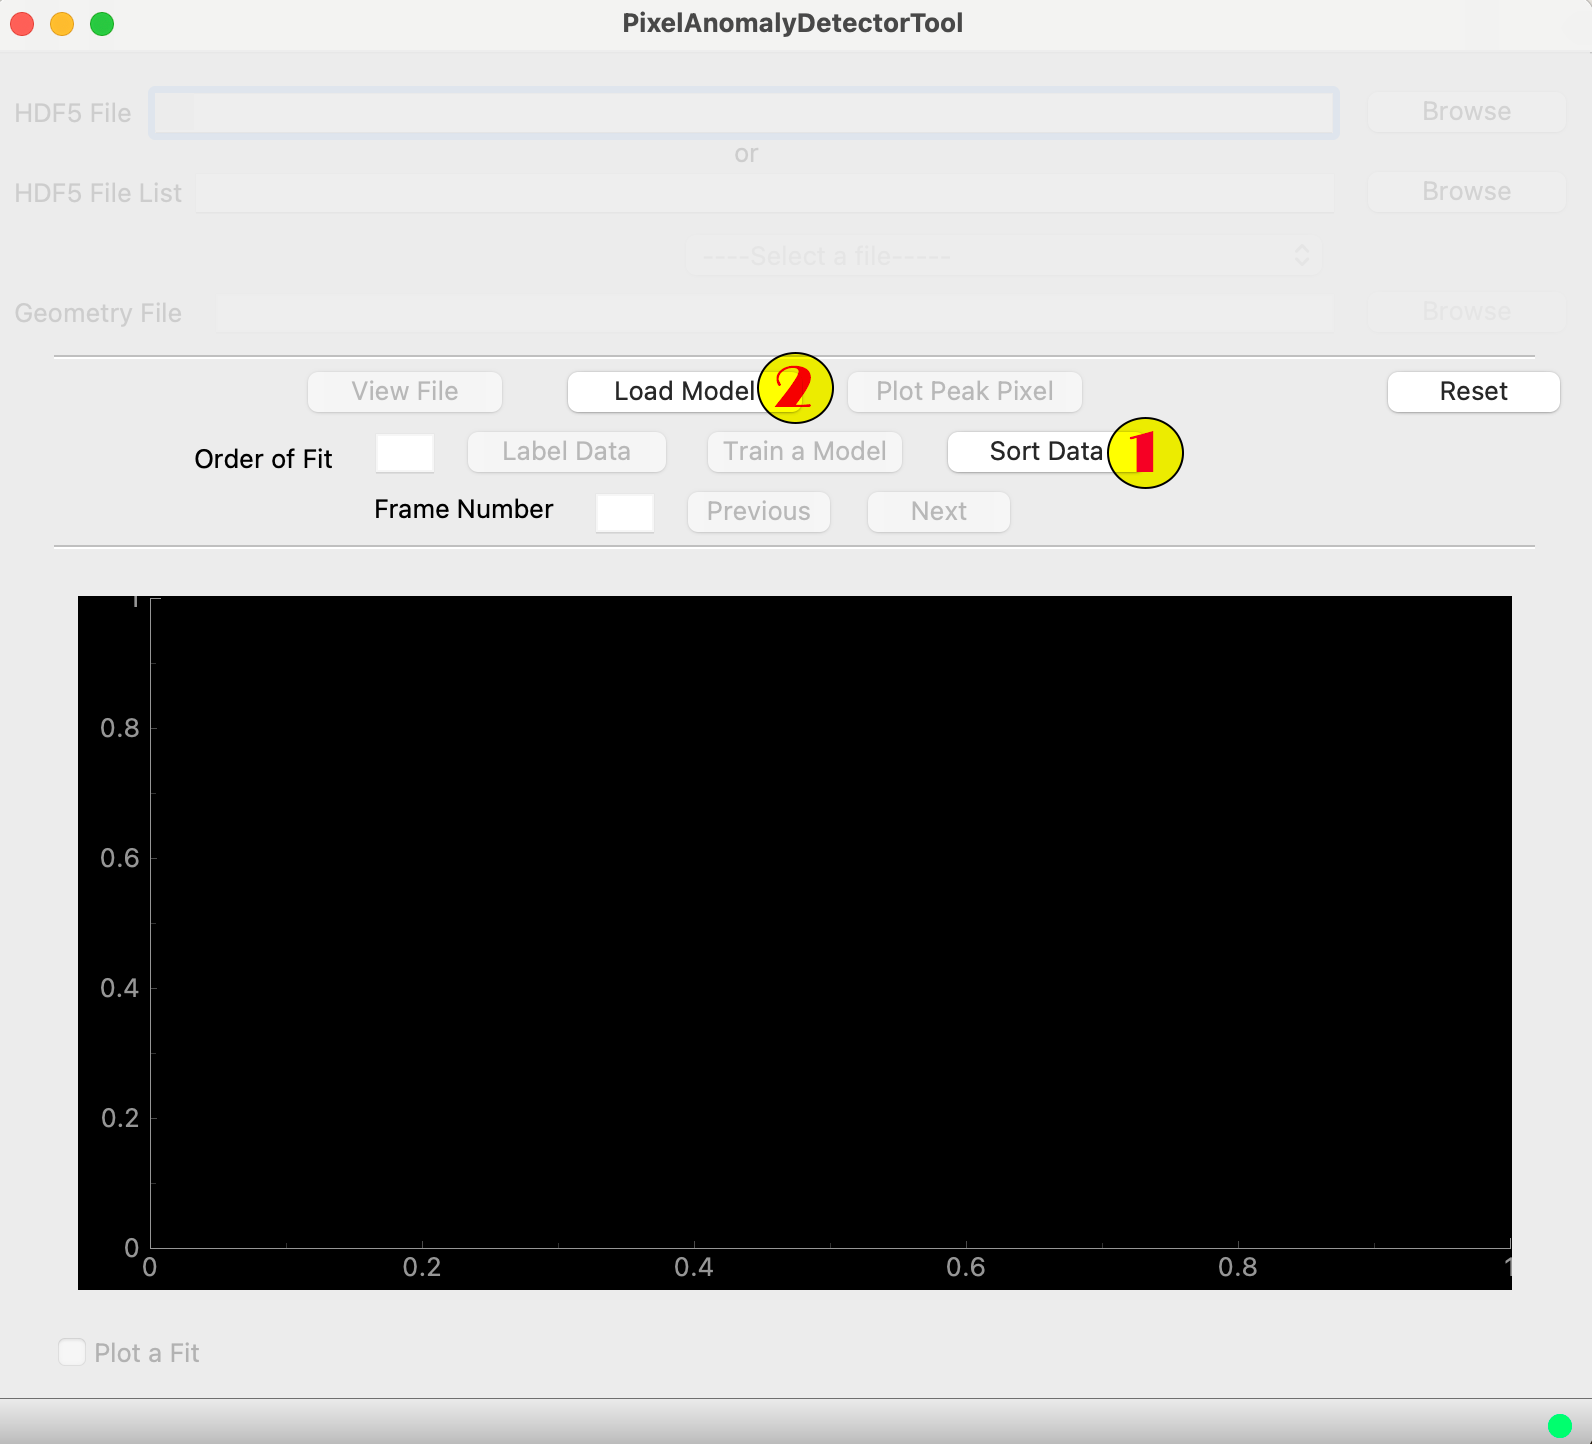 PixelAnomalyDetectorTool
HDF5 File Browse
or
HDF5 File List Browse
----Select a file-----
Geometry File Browse
View File Load Model 2 Plot Peak Pixel Reset
Order of Fit Label Data Train a Model Sort Data 1
Frame Number Previous Next
1
0.8
0.6
0.4
0.2
0
0 0.2 0.4 0.6 0.8 1
Plot a Fit